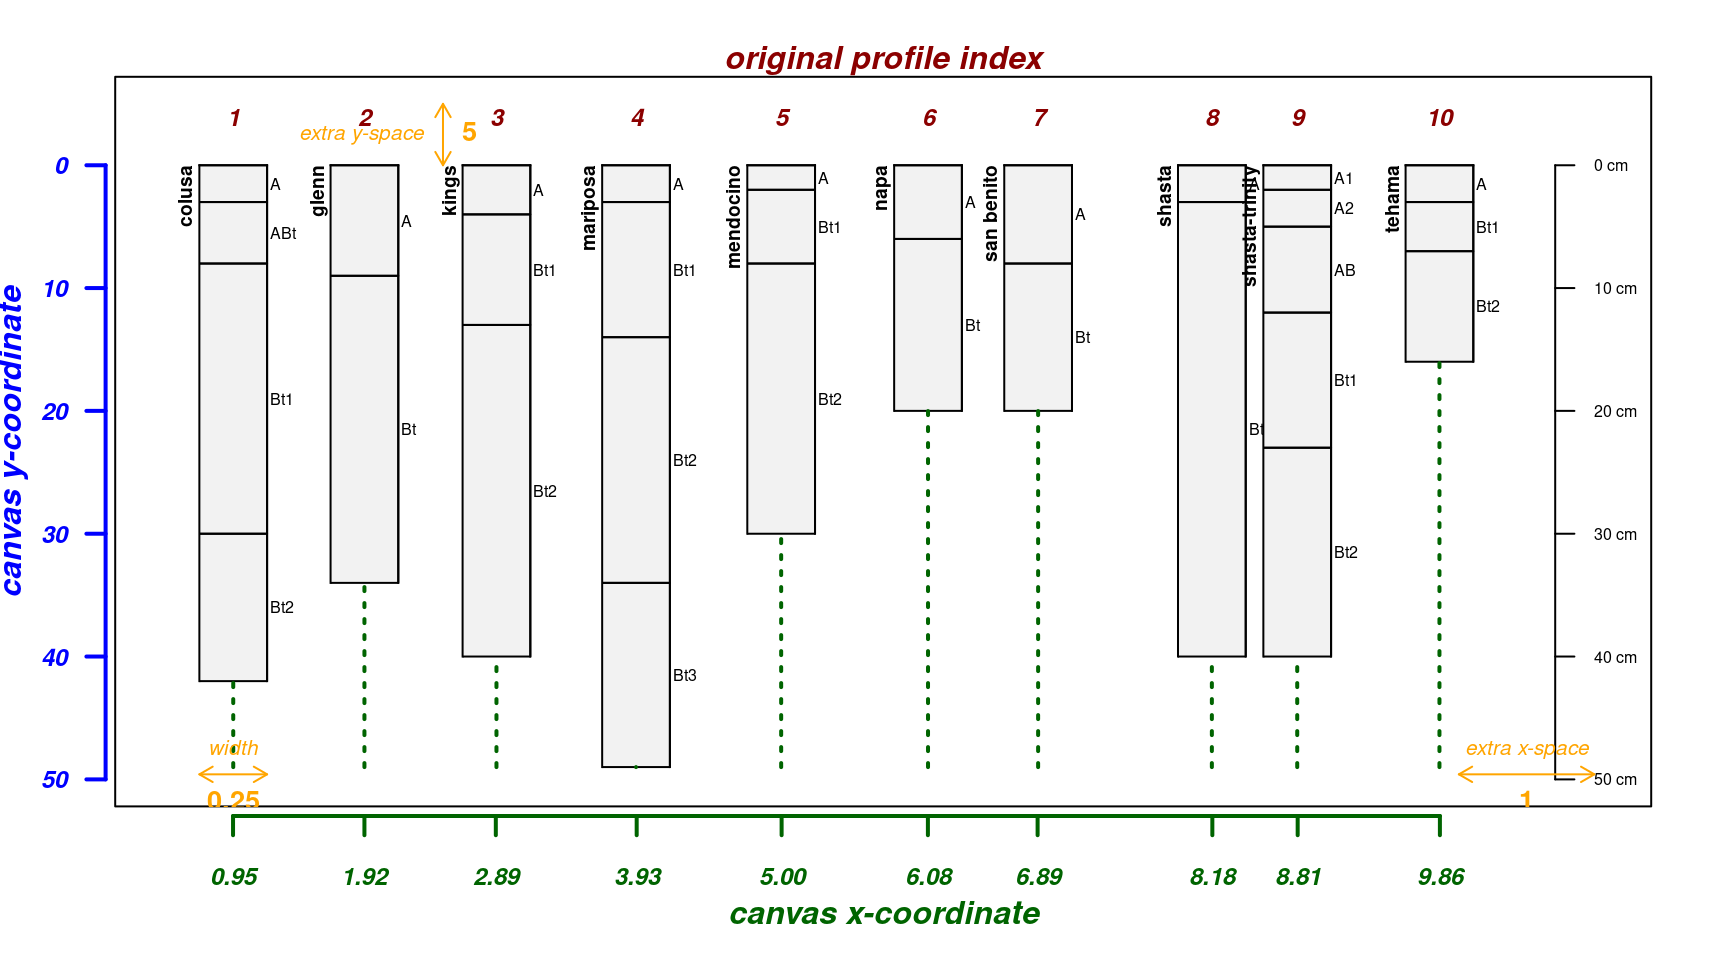 original profile index
1 2 3 4 5 6 7 8 9 10
extra y-space 5
canvas y-coordinate
0
10
20
30
40
50
colusa
A
ABt
Bt1
Bt2
glenn
A
Bt
kings
A
Bt1
Bt2
mariposa
A
Bt1
Bt2
Bt3
mendocino
A
Bt1
Bt2
napa
A
Bt
san benito
A
Bt
shasta
A
Bt
shasta-trinity
A1
A2
AB
Bt1
Bt2
tehama
A
Bt1
Bt2
0 cm
10 cm
20 cm
30 cm
40 cm
50 cm
width
0.25
extra x-space
1
0.95 1.92 2.89 3.93 5.00 6.08 6.89 8.18 8.81 9.86
canvas x-coordinate